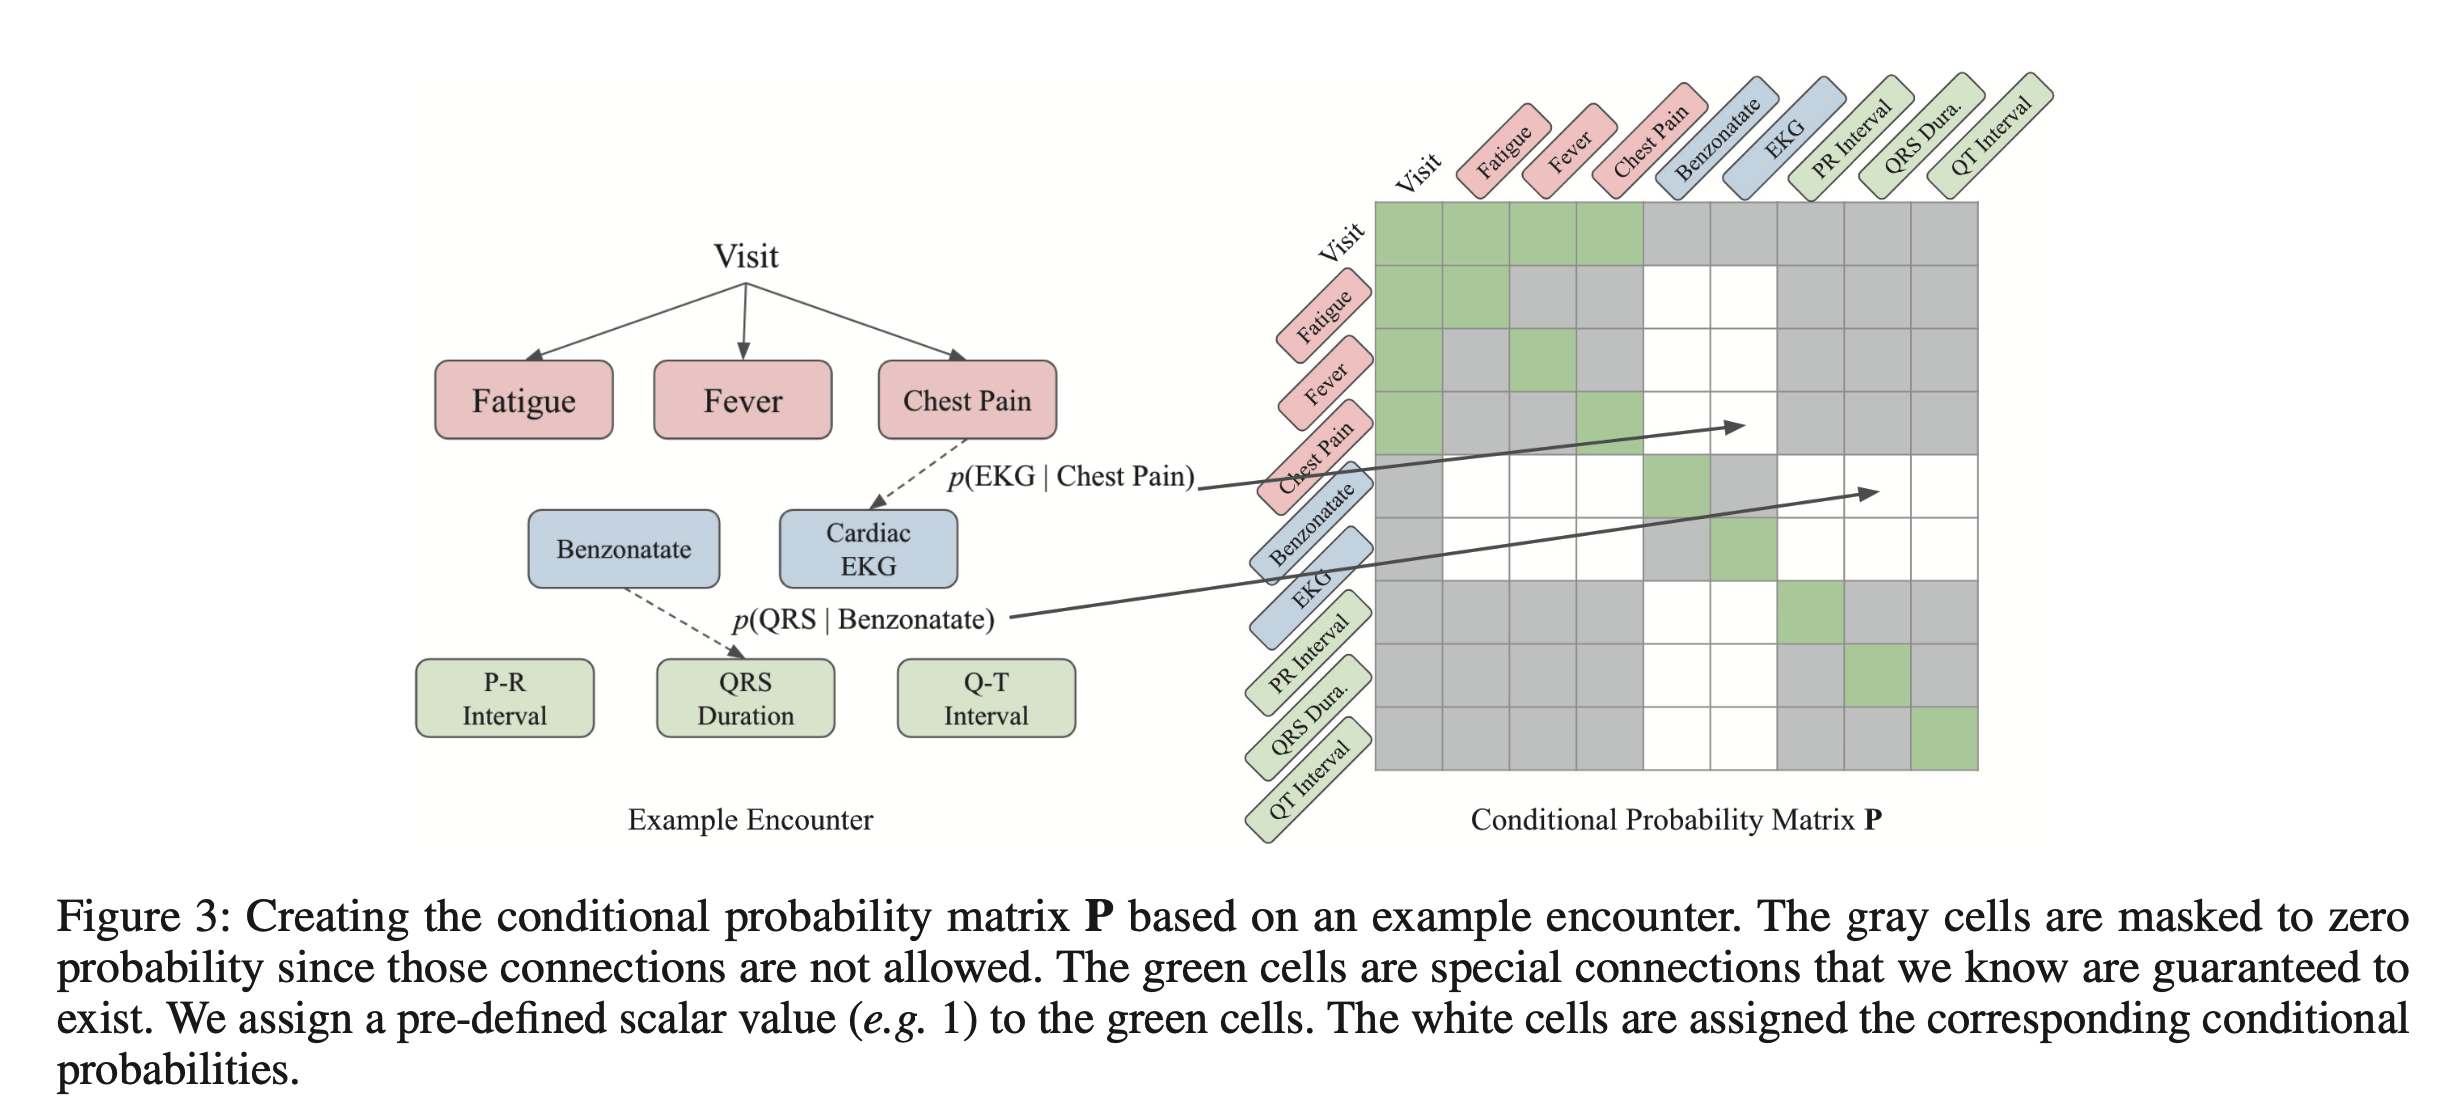 Visit
Fatigue
Fever
Chest Pain
p(EKG | Chest Pain)
Benzonatate
Cardiac
EKG
p(QRS | Benzonatate)
P-R
Interval
QRS
Duration
Q-T
Interval
Example Encounter
Visit
Fatigue
Fever
Chest Pain
Benzonatate
EKG
PR Interval
QRS Dura.
QT Interval
Visit
Fatigue
Fever
Chest Pain
Benzonatate
EKG
PR Interval
QRS Dura.
QT Interval
Conditional Probability Matrix P
Figure 3: Creating the conditional probability matrix P based on an example encounter. The gray cells are masked to zero
probability since those connections are not allowed. The green cells are special connections that we know are guaranteed to
exist. We assign a pre-defined scalar value (e.g. 1) to the green cells. The white cells are assigned the corresponding conditional
probabilities.